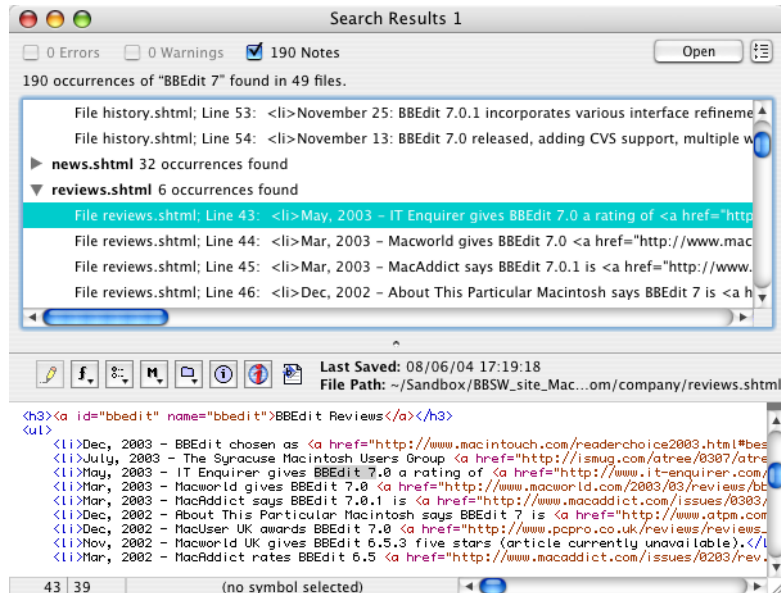 Search Results 1
0 Errors 0 Warnings 190 Notes Open
190 occurrences of “BBEdit 7” found in 49 files.
File history.shtml; Line 53: <li>November 25: BBEdit 7.0.1 incorporates various interface refineme
File history.shtml; Line 54: <li>November 13: BBEdit 7.0 released, adding CVS support, multiple w
news.shtml 32 occurrences found
reviews.shtml 6 occurrences found
File reviews.shtml; Line 43: <li>May, 2003 – IT Enquirer gives BBEdit 7.0 a rating of <a href="http
File reviews.shtml; Line 44: <li>Mar, 2003 – Macworld gives BBEdit 7.0 <a href="http://www.mac
File reviews.shtml; Line 45: <li>Mar, 2003 – MacAddict says BBEdit 7.0.1 is <a href="http://www.
File reviews.shtml; Line 46: <li>Dec, 2002 – About This Particular Macintosh says BBEdit 7 is <a h
Last Saved: 08/06/04 17:19:18
File Path: ~/Sandbox/BBSW_site_Mac...om/company/reviews.shtml
<h3><a id="bbedit" name="bbedit">BBEdit Reviews</a></h3>
<ul>
<li>Dec, 2003 - BBEdit chosen as <a href="http://www.macintouch.com/readerchoice2003.html#bes
<li>July, 2003 - The Syracuse Macintosh Users Group <a href="http://ismug.com/atree/0307/atre
<li>May, 2003 - IT Enquirer gives BBEdit 7.0 a rating of <a href="http://www.it-enquirer.com/
<li>Mar, 2003 - Macworld gives BBEdit 7.0 <a href="http://www.macworld.com/2003/03/reviews/bb
<li>Mar, 2003 - MacAddict says BBEdit 7.0.1 is <a href="http://www.macaddict.com/issues/0303/
<li>Dec, 2002 - About This Particular Macintosh says BBEdit 7 is <a href="http://www.atpm.com
<li>Dec, 2002 - MacUser UK awards BBEdit 7.0 <a href="http://www.pcpro.co.uk/reviews/reviews_
<li>Nov, 2002 - Macworld UK gives BBEdit 6.5.3 five stars (article currently unavailable).</l
<li>Mar, 2002 - MacAddict rates BBEdit 6.5 <a href="http://www.macaddict.com/issues/0203/rev.
43 39 (no symbol selected)